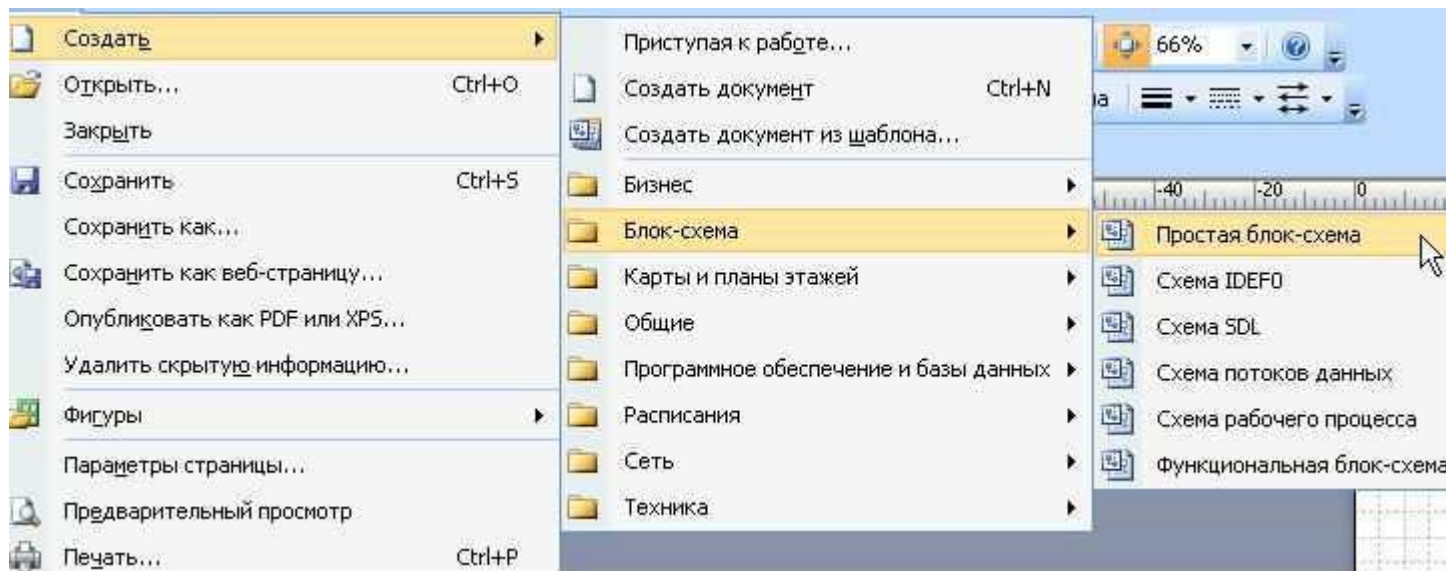 Создать
Открыть... Ctrl+O
Закрыть
Сохранить Ctrl+S
Сохранить как...
Сохранить как веб-страницу...
Опубликовать как PDF или XPS...
Удалить скрытую информацию...
Фигуры
Параметры страницы...
Предварительный просмотр
Печать... Ctrl+P
Приступая к работе...
Создать документ Ctrl+N
Создать документ из шаблона...
Бизнес
Блок-схема
Карты и планы этажей
Общие
Программное обеспечение и базы данных
Расписания
Сеть
Техника
66%
-40 -20 0
Простая блок-схема
Схема IDEF0
Схема SDL
Схема потоков данных
Схема рабочего процесса
Функциональная блок-схема